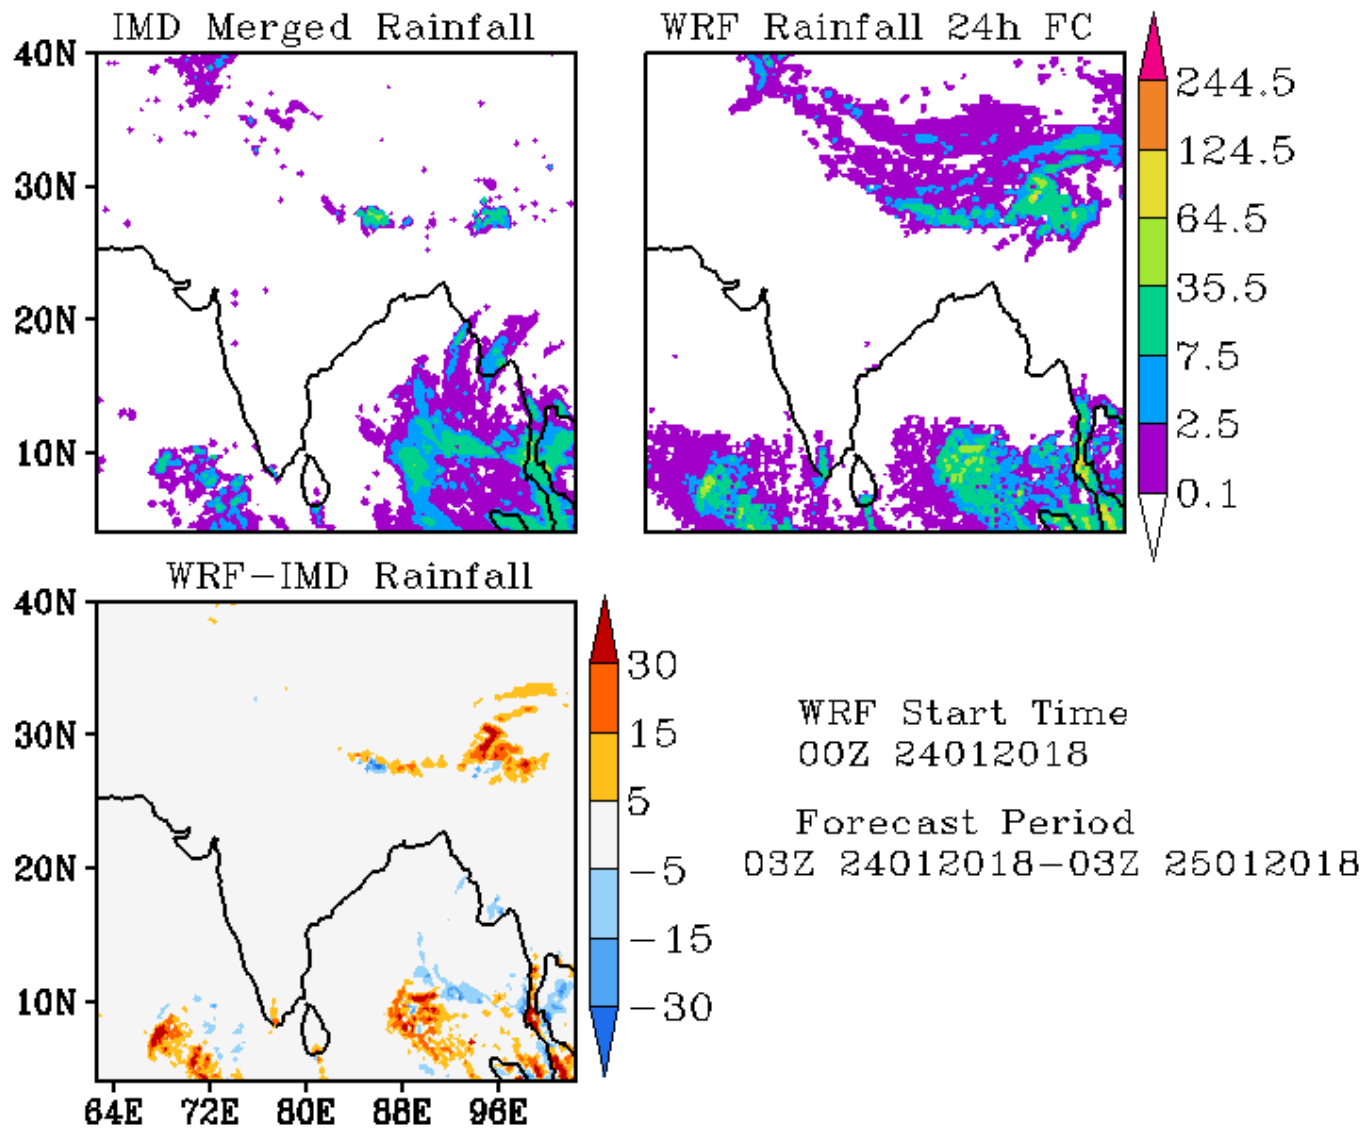 IMD Merged Rainfall
WRF Rainfall 24h FC
40N
30N
20N
10N
244.5
124.5
64.5
35.5
7.5
2.5
0.1
WRF-IMD Rainfall
40N
30N
20N
10N
64E 72E 80E 88E 96E
30
15
5
-5
-15
-30
WRF Start Time
00Z 24012018
Forecast Period
03Z 24012018-03Z 25012018